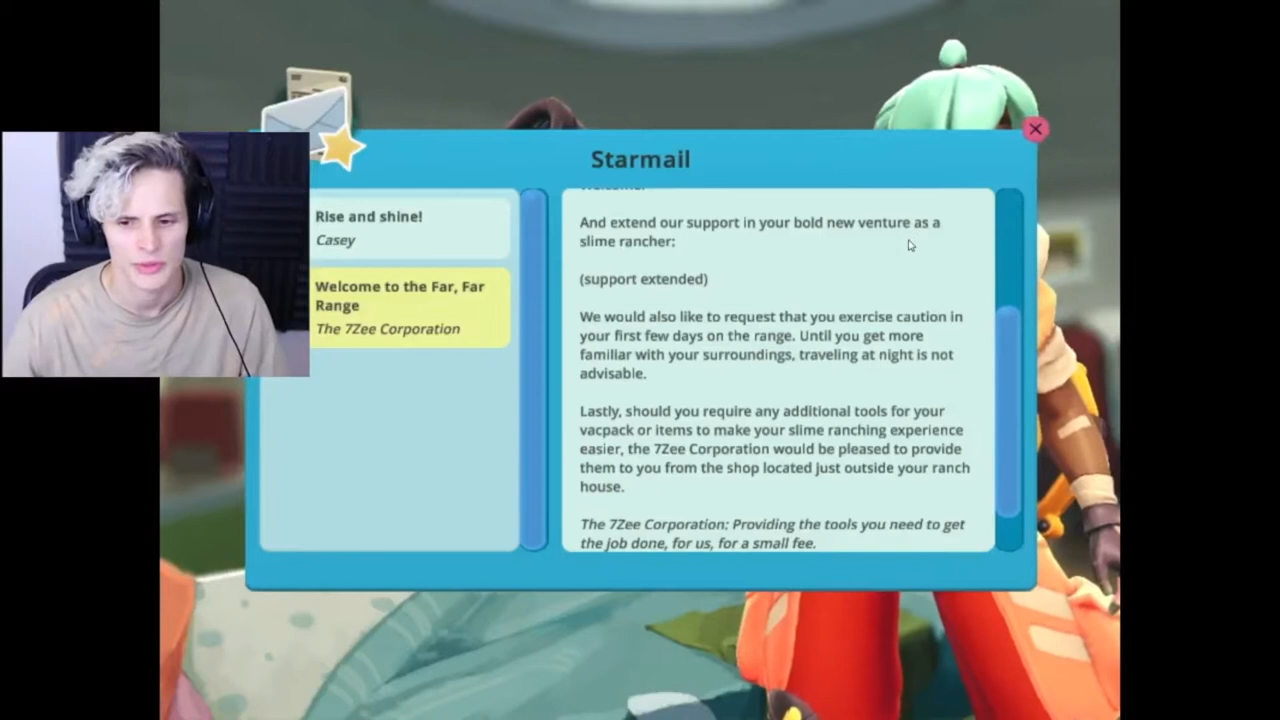 Starmail
Rise and shine!
Casey
Welcome to the Far, Far
Range
The 7Zee Corporation
And extend our support in your bold new venture as a
slime rancher:
(support extended)
We would also like to request that you exercise caution in
your first few days on the range. Until you get more
familiar with your surroundings, traveling at night is not
advisable.
Lastly, should you require any additional tools for your
vacpack or items to make your slime ranching experience
easier, the 7Zee Corporation would be pleased to provide
them to you from the shop located just outside your ranch
house.
The 7Zee Corporation: Providing the tools you need to get
the job done, for us, for a small fee.